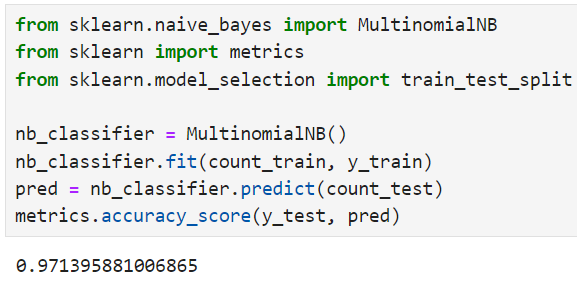 from sklearn.naive_bayes import MultinomialNB
from sklearn import metrics
from sklearn.model_selection import train_test_split
nb_classifier = MultinomialNB()
nb_classifier.fit(count_train, y_train)
pred = nb_classifier.predict(count_test)
metrics.accuracy_score(y_test, pred)
0.971395881006865